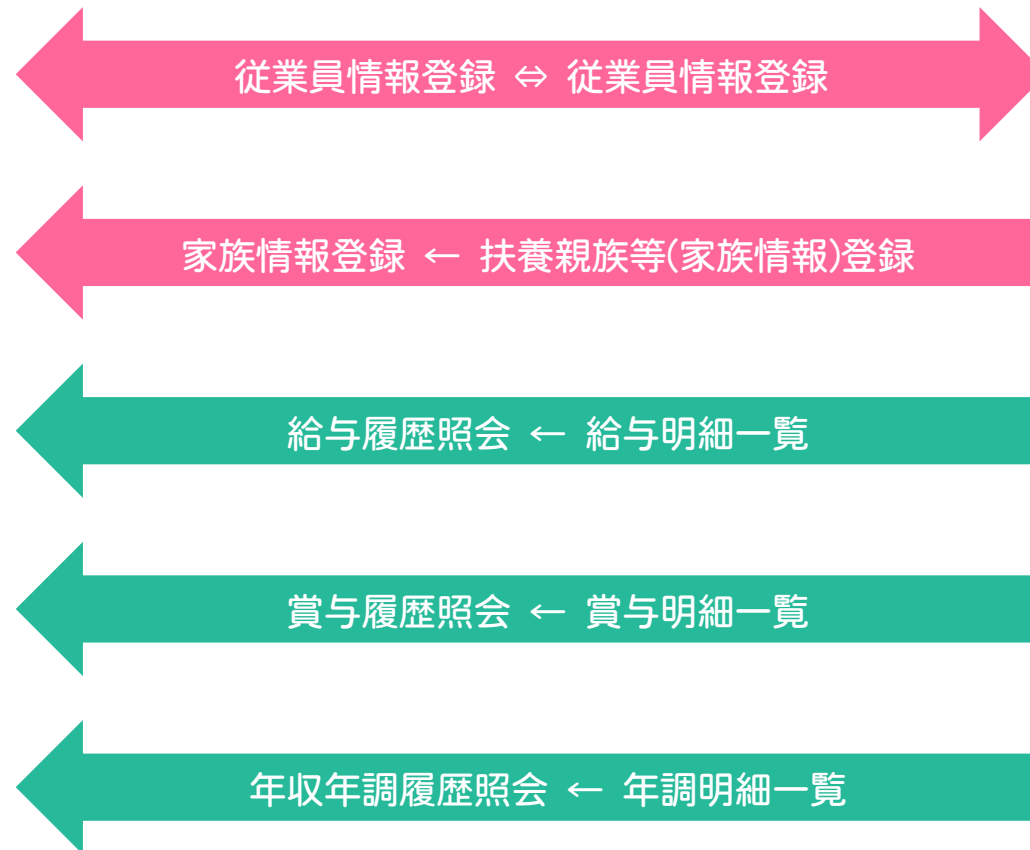 従業員情報登録 ⇔ 従業員情報登録
家族情報登録 ← 扶養親族等(家族情報)登録
給与履歴照会 ← 給与明細一覧
賞与履歴照会 ← 賞与明細一覧
年収年調履歴照会 ← 年調明細一覧